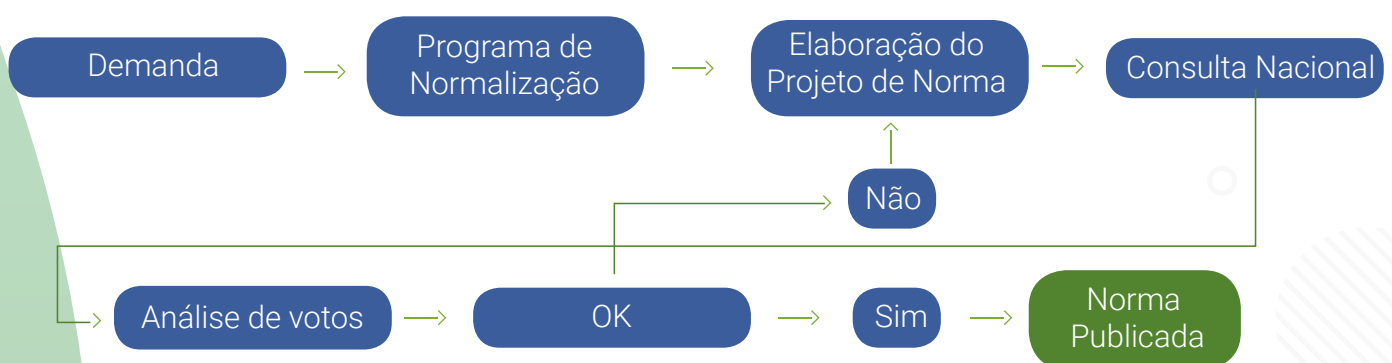 Demanda
Programa de
Normalização
Elaboração do
Projeto de Norma
Consulta Nacional
Não
Análise de votos
OK
Sim
Norma
Publicada